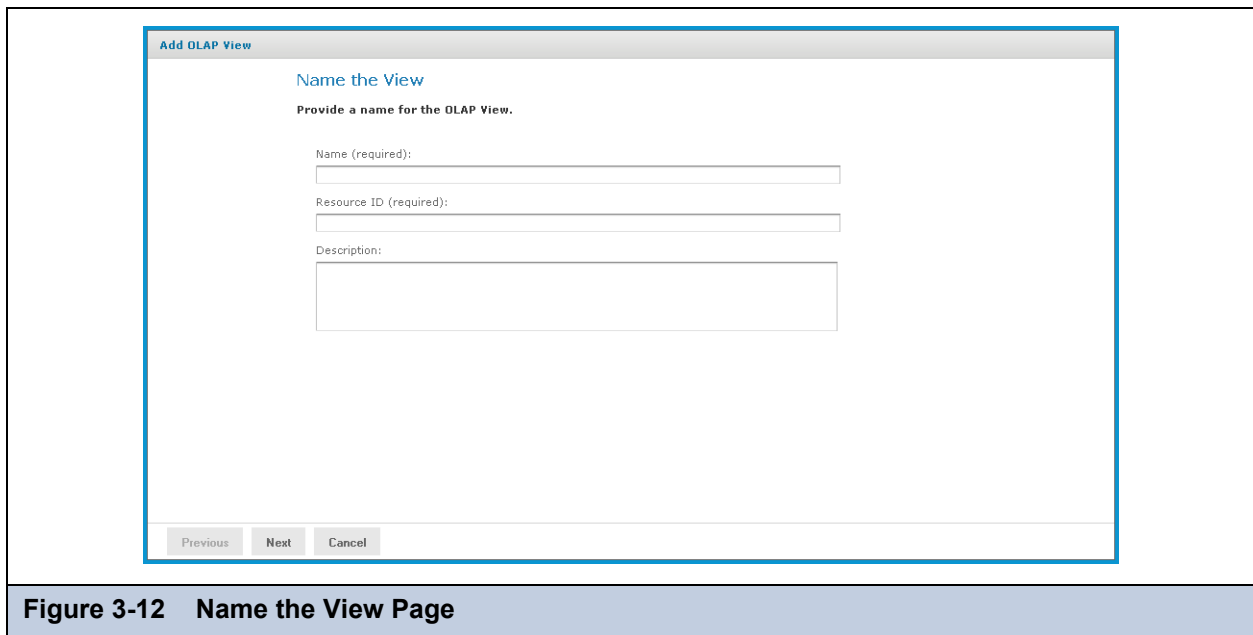 Add OLAP View
Name the View
Provide a name for the OLAP View.
Name (required):
Resource ID (required):
Description:
Previous Next Cancel
Figure 3-12 Name the View Page